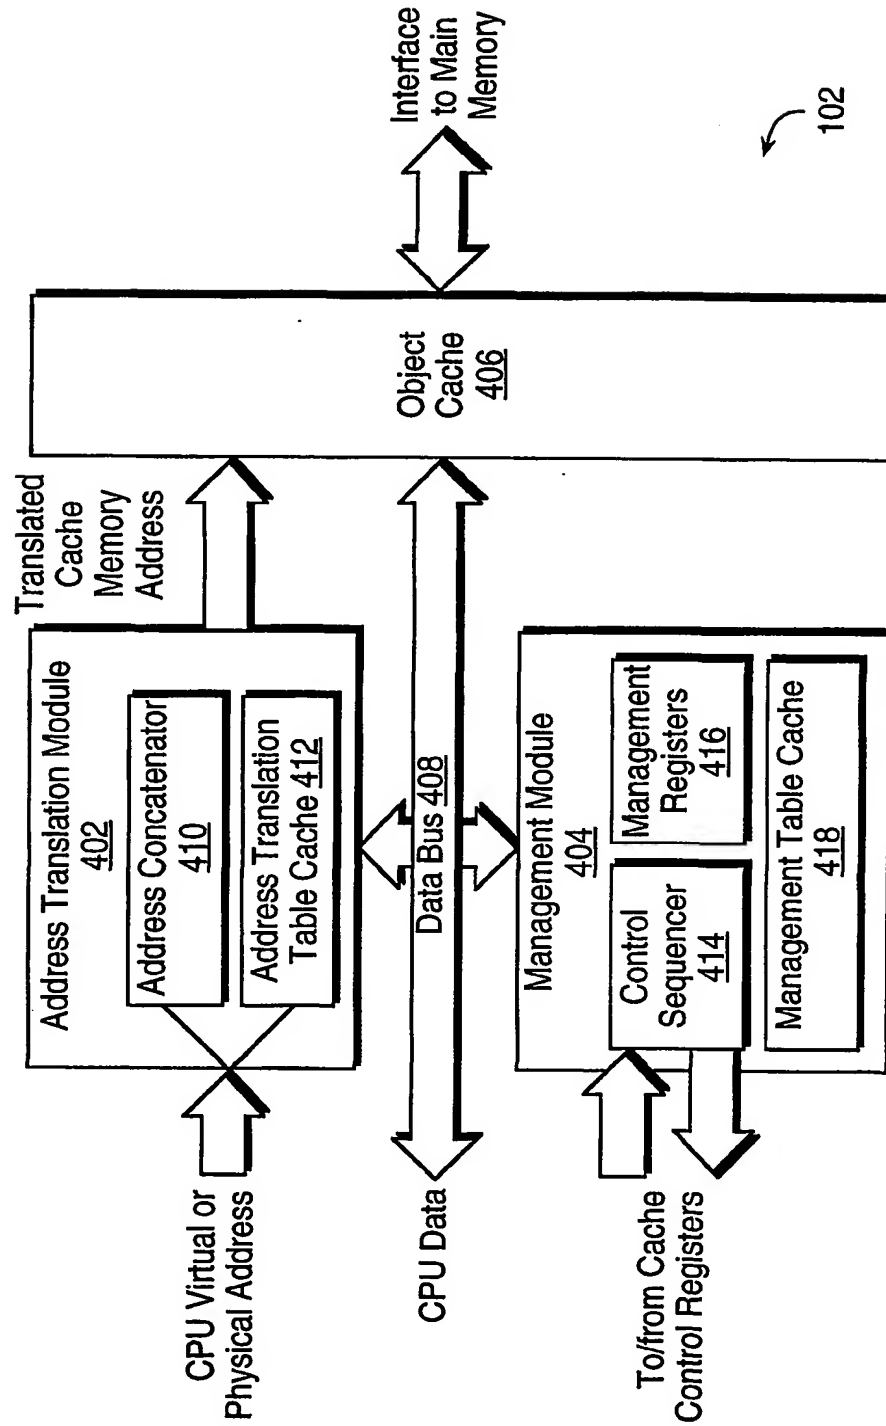 CPU Virtual or
Physical Address
Address Translation Module
402
Address Concatenator
410
Address Translation
Table Cache 412
Translated
Cache
Memory
Address
CPU Data
Data Bus 408
Object
Cache
406
Interface
to Main
Memory
To/from Cache
Control Registers
Management Module
404
Control
Sequencer
414
Management
Registers
416
Management Table Cache
418
102